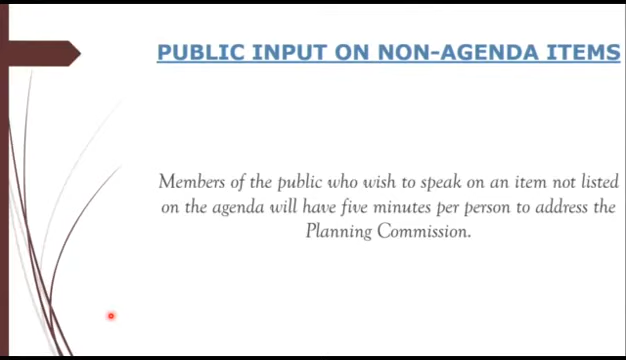 PUBLIC INPUT ON NON-AGENDA ITEMS
Members of the public who wish to speak on an item not listed
on the agenda will have five minutes per person to address the
Planning Commission.